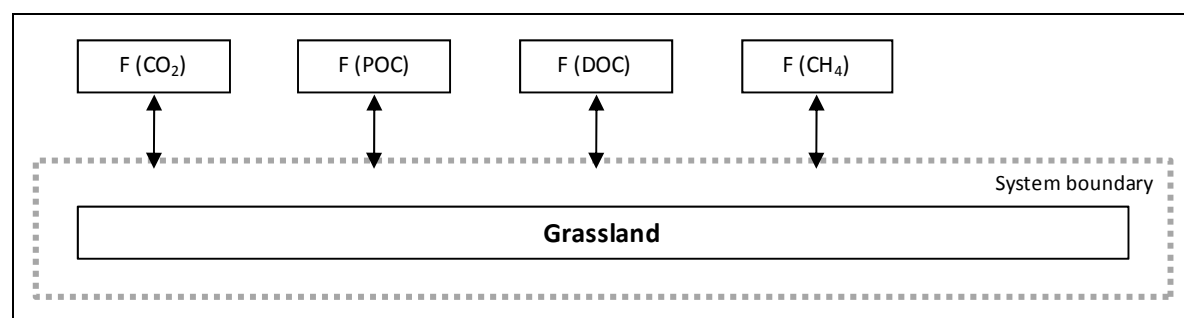 F (CO₂)
F (POC)
F (DOC)
F (CH₄)
System boundary
Grassland